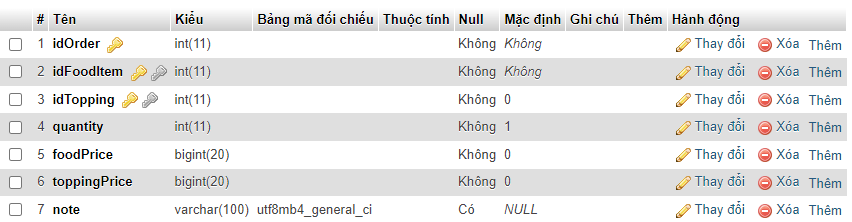 # Tên Kiểu Bảng mã đối chiếu Thuộc tính Null Mặc định Ghi chú Thêm Hành động
1 idOrder int(11) Không Không Thay đổi Xóa Thêm
2 idFoodItem int(11) Không Không Thay đổi Xóa Thêm
3 idTopping int(11) Không 0 Thay đổi Xóa Thêm
4 quantity int(11) Không 1 Thay đổi Xóa Thêm
5 foodPrice bigint(20) Không 0 Thay đổi Xóa Thêm
6 toppingPrice bigint(20) Không 0 Thay đổi Xóa Thêm
7 note varchar(100) utf8mb4_general_ci Có NULL Thay đổi Xóa Thêm